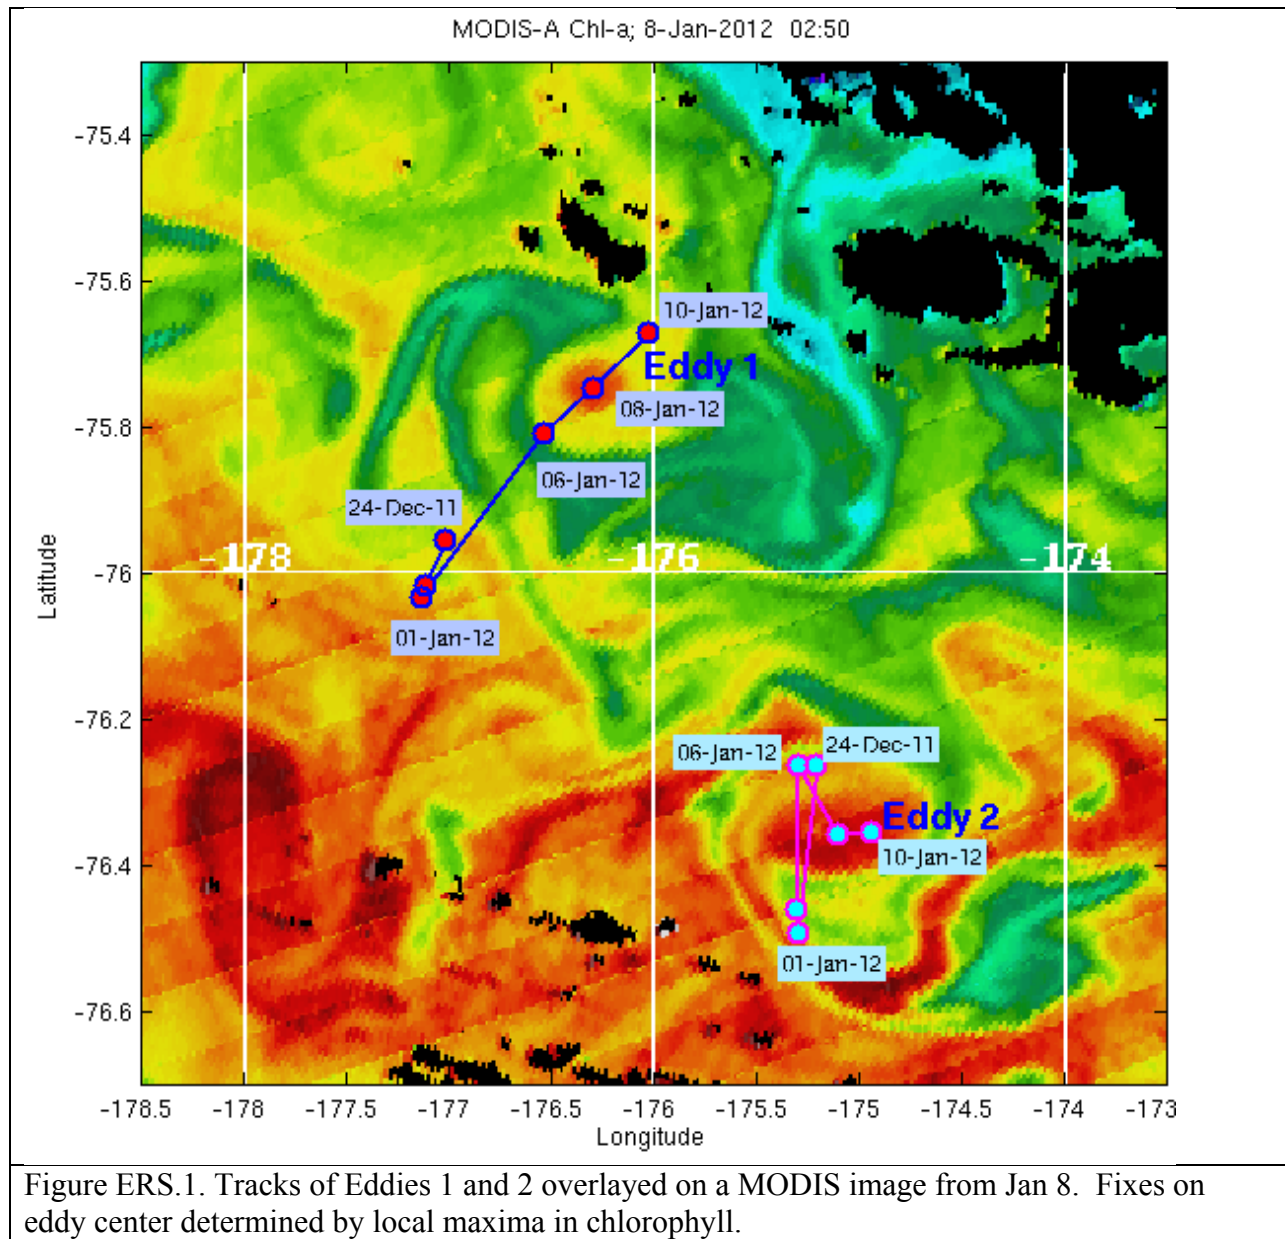 MODIS-A Chl-a; 8-Jan-2012 02:50
-75.4
-75.6
-75.8
-76
-76.2
-76.4
-76.6
Latitude
10-Jan-12
Eddy 1
08-Jan-12
06-Jan-12
24-Dec-11
-178
-176
-174
01-Jan-12
06-Jan-12
24-Dec-11
Eddy 2
10-Jan-12
01-Jan-12
-178.5 -178 -177.5 -177 -176.5 -176 -175.5 -175 -174.5 -174 -173
Longitude
Figure ERS.1. Tracks of Eddies 1 and 2 overlayed on a MODIS image from Jan 8. Fixes on
eddy center determined by local maxima in chlorophyll.